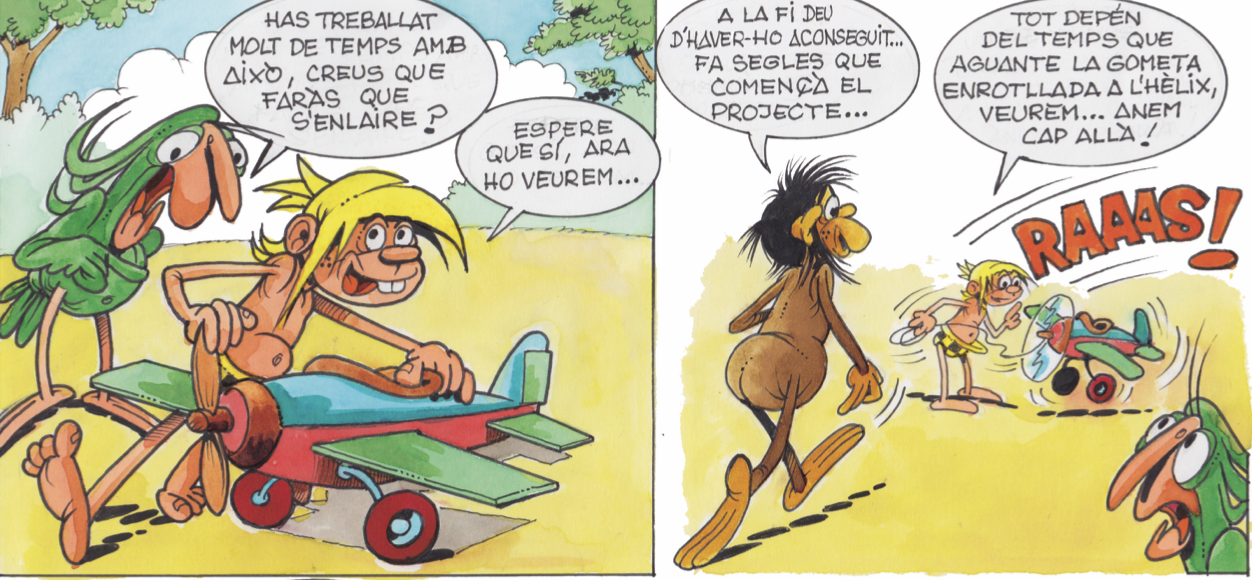 HAS TREBALLAT
MOLT DE TEMPS AMB
AIXÒ, CREUS QUE
FARÀS QUE
S'ENLAIRE?
ESPERE
QUE SÍ, ARA
HO VEUREM...
A LA FI DEU
D'HAVER-HO ACONSEGUIT...
FA SEGLES QUE
COMENÇÀ EL
PROJECTE...
TOT DEPÉN
DEL TEMPS QUE
AGUANTE LA GOMETA
ENROTLLADA A L'HÈLIX,
VEUREM... ANEM
CAP ALLÀ!
RAAAS!